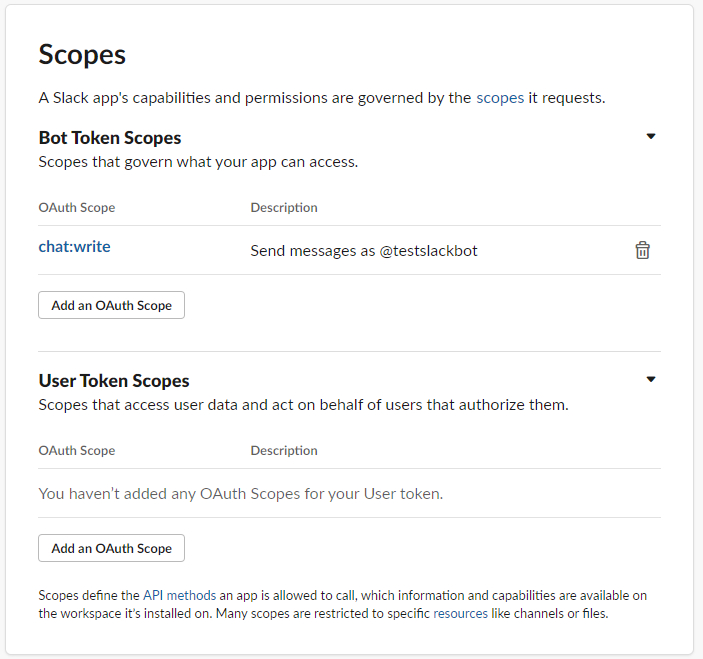 Scopes
A Slack app's capabilities and permissions are governed by the scopes it requests.
Bot Token Scopes
Scopes that govern what your app can access.
OAuth Scope Description
chat:write Send messages as @testslackbot
Add an OAuth Scope
User Token Scopes
Scopes that access user data and act on behalf of users that authorize them.
OAuth Scope Description
You haven’t added any OAuth Scopes for your User token.
Add an OAuth Scope
Scopes define the API methods an app is allowed to call, which information and capabilities are available on
the workspace it's installed on. Many scopes are restricted to specific resources like channels or files.